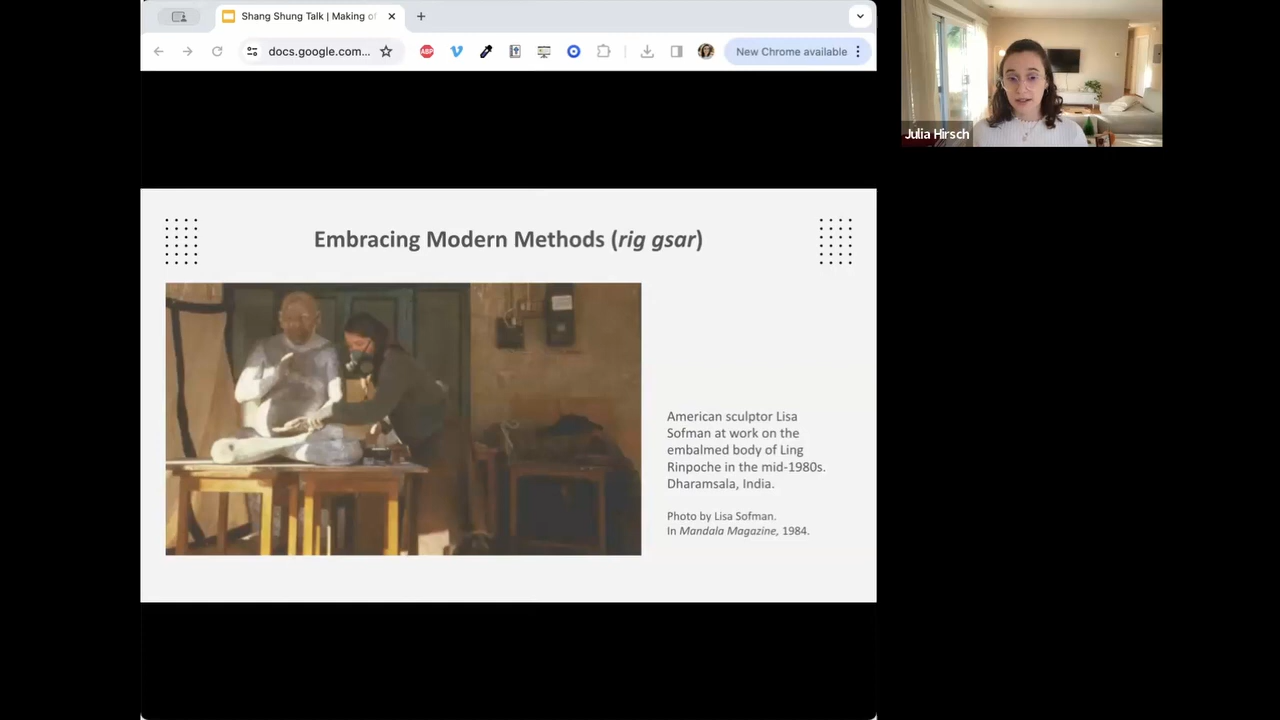 Shang Shung Talk | Making of
docs.google.com...
ABP
New Chrome available
Julia Hirsch
Embracing Modern Methods (rig gsar)
American sculptor Lisa
Sofman at work on the
embalmed body of Ling
Rinpoche in the mid-1980s.
Dharamsala, India.
Photo by Lisa Sofman.
In Mandala Magazine, 1984.